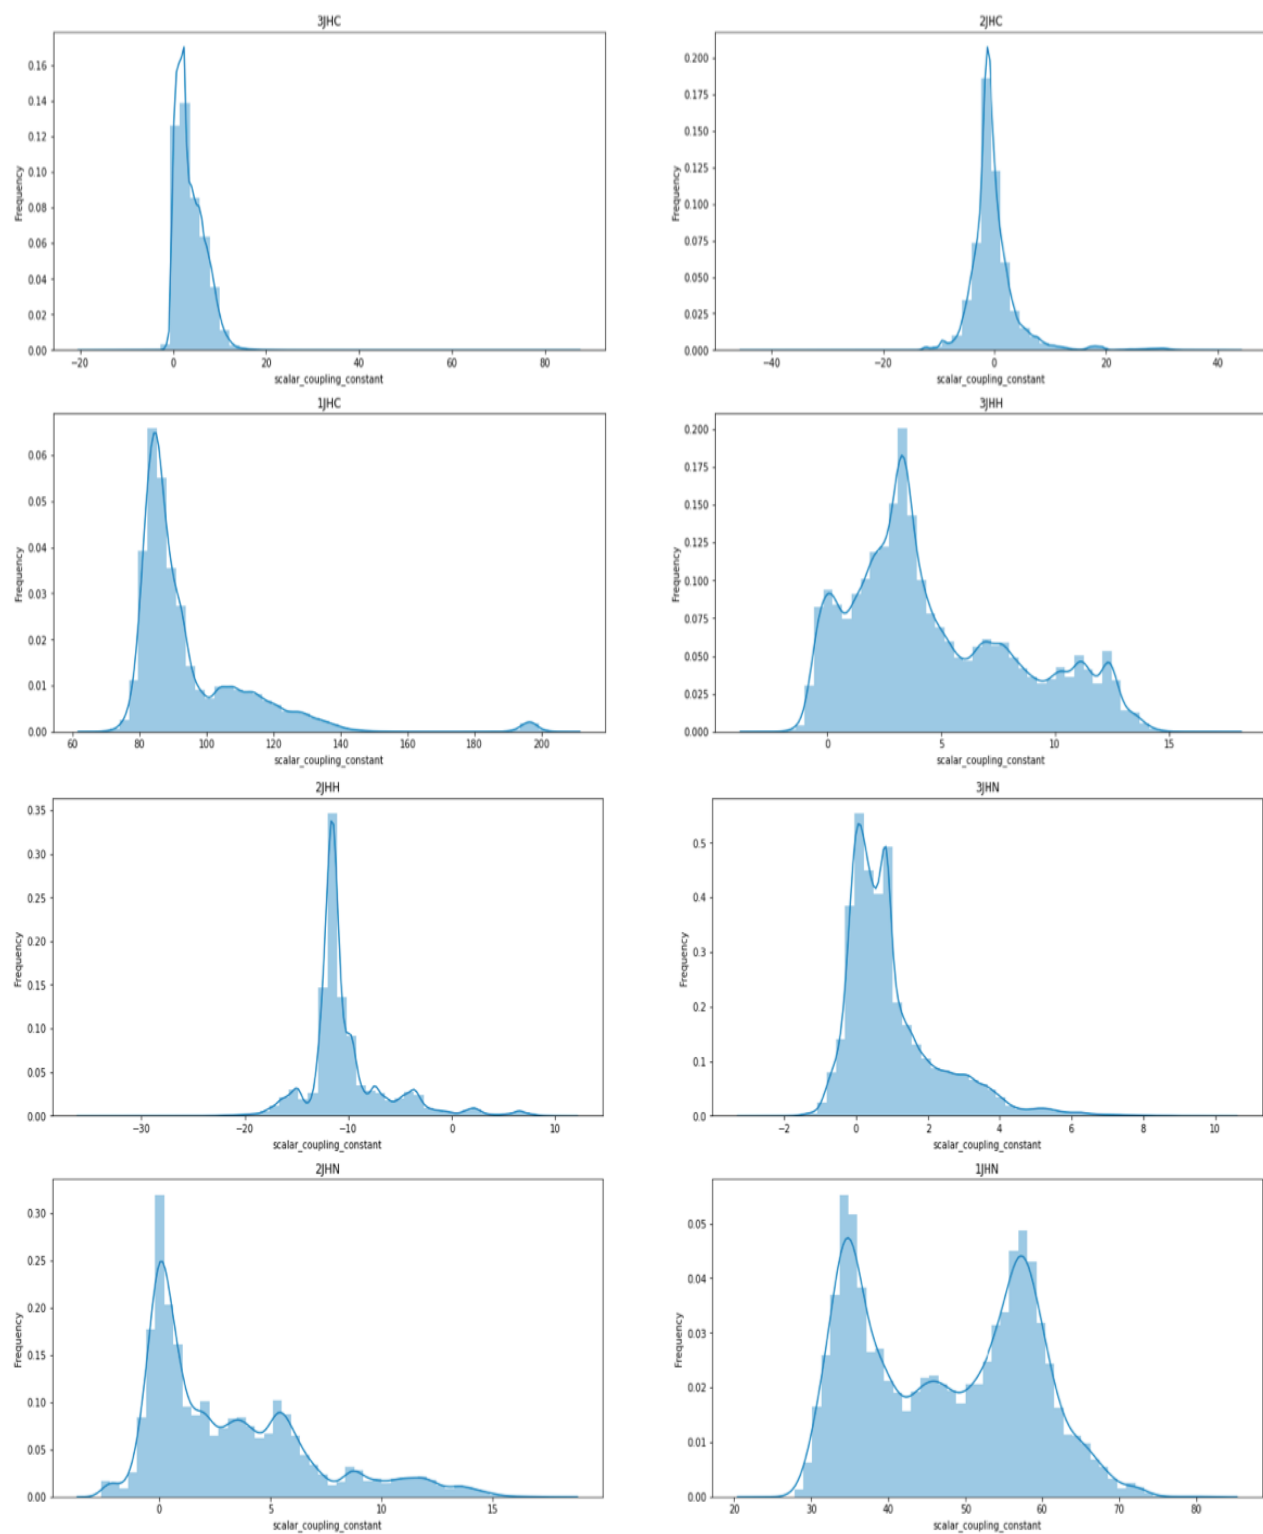 3JHC
0.16
0.14
0.12
0.10
0.08
0.06
0.04
0.02
0.00
Frequency
−20 0 20 40 60 80
scalar_coupling_constant
2JHC
0.200
0.175
0.150
0.125
0.100
0.075
0.050
0.025
0.000
Frequency
−40 −20 0 20 40
scalar_coupling_constant
1JHC
0.06
0.05
0.04
0.03
0.02
0.01
0.00
Frequency
60 80 100 120 140 160 180 200
scalar_coupling_constant
3JHH
0.200
0.175
0.150
0.125
0.100
0.075
0.050
0.025
0.000
Frequency
0 5 10 15
scalar_coupling_constant
2JHH
0.35
0.30
0.25
0.20
0.15
0.10
0.05
0.00
Frequency
−30 −20 −10 0 10
scalar_coupling_constant
3JHN
0.5
0.4
0.3
0.2
0.1
0.0
Frequency
−2 0 2 4 6 8 10
scalar_coupling_constant
2JHN
0.30
0.25
0.20
0.15
0.10
0.05
0.00
Frequency
0 5 10 15
scalar_coupling_constant
1JHN
0.05
0.04
0.03
0.02
0.01
0.00
Frequency
20 30 40 50 60 70 80
scalar_coupling_constant